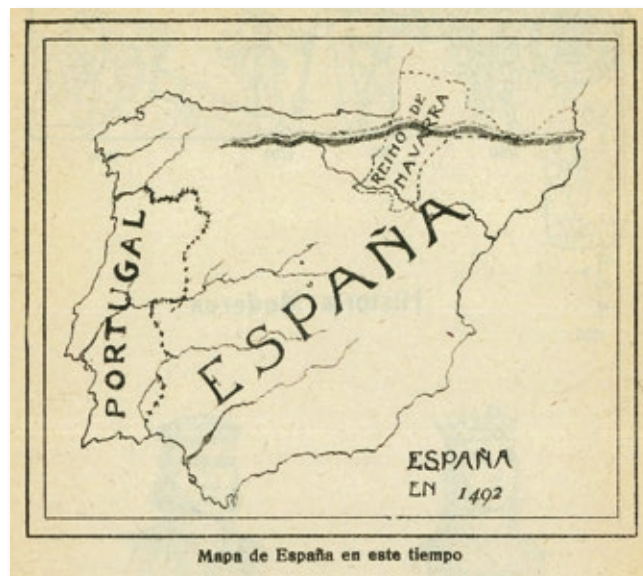 REINO DE
NAVARRA
PORTUGAL
ESPAÑA
ESPAÑA
EN 1492
Mapa de España en este tiempo